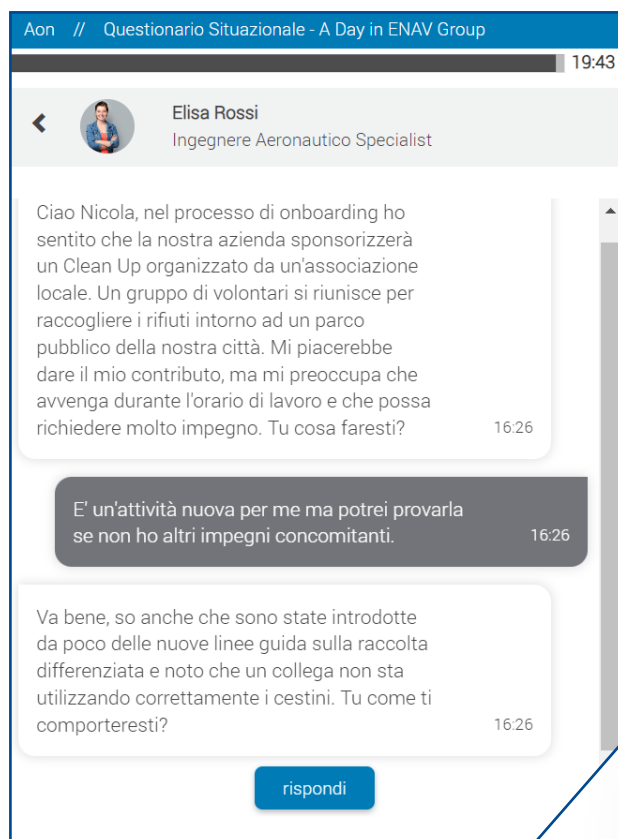 Aon // Questionario Situazionale - A Day in ENAV Group
19:43
Elisa Rossi
Ingegnere Aeronautico Specialist
Ciao Nicola, nel processo di onboarding ho
sentito che la nostra azienda sponsorizzerà
un Clean Up organizzato da un'associazione
locale. Un gruppo di volontari si riunisce per
raccogliere i rifiuti intorno ad un parco
pubblico della nostra città. Mi piacerebbe
dare il mio contributo, ma mi preoccupa che
avvenga durante l'orario di lavoro e che possa
richiedere molto impegno. Tu cosa faresti? 16:26
E' un'attività nuova per me ma potrei provarla
se non ho altri impegni concomitanti. 16:26
Va bene, so anche che sono state introdotte
da poco delle nuove linee guida sulla raccolta
differenziata e noto che un collega non sta
utilizzando correttamente i cestini. Tu come ti
comporteresti? 16:26
rispondi